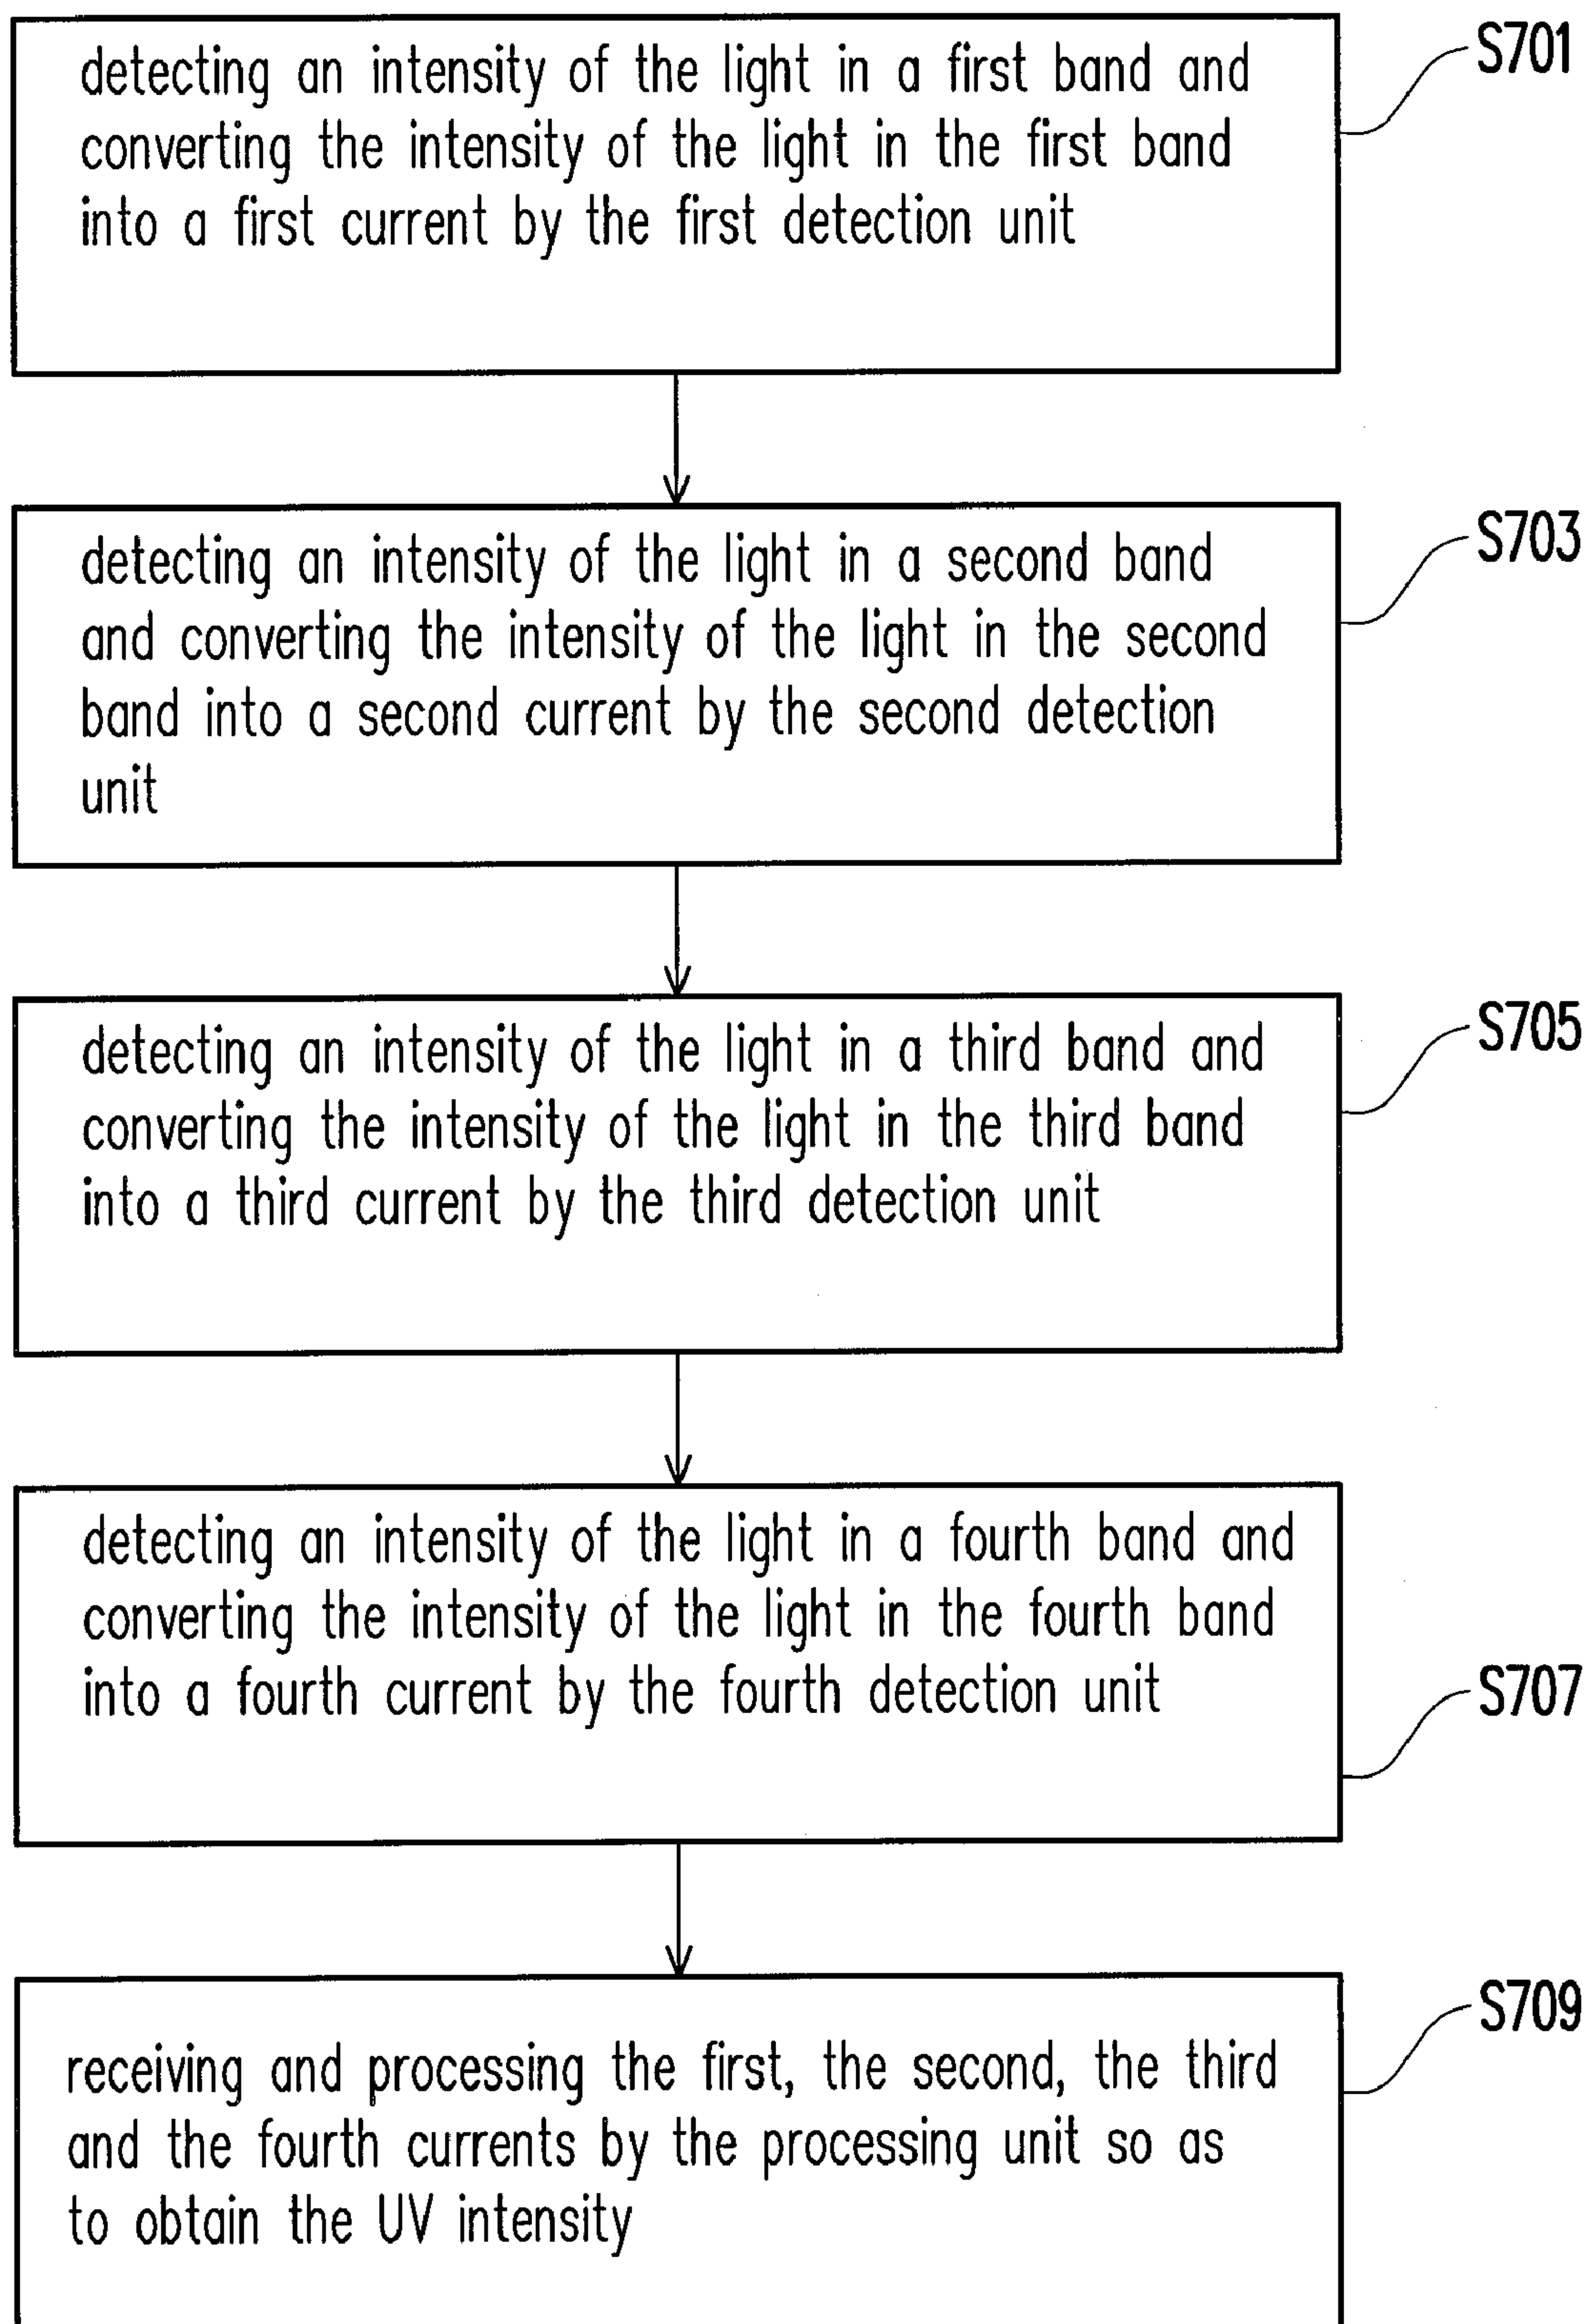 detecting an intensity of the light in a first band and
converting the intensity of the light in the first band
into a first current by the first detection unit
S701
detecting an intensity of the light in a second band
and converting the intensity of the light in the second
band into a second current by the second detection
unit
S703
detecting an intensity of the light in a third band and
converting the intensity of the light in the third band
into a third current by the third detection unit
S705
detecting an intensity of the light in a fourth band and
converting the intensity of the light in the fourth band
into a fourth current by the fourth detection unit
S707
receiving and processing the first, the second, the third
and the fourth currents by the processing unit so as
to obtain the UV intensity
S709